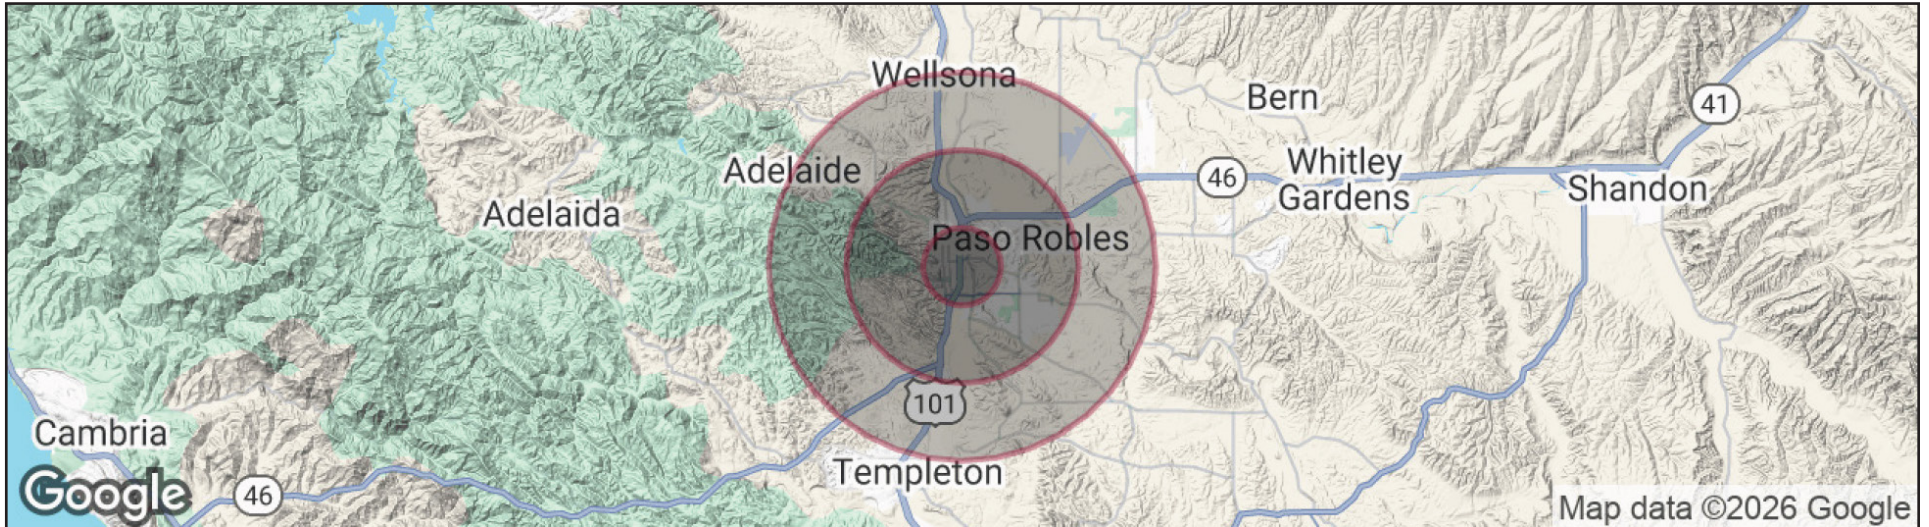 Wellsona
Bern
41
Adelaide
Whitley
Gardens
46
Shandon
Adelaida
Paso Robles
101
Cambria
Templeton
Google
46
Map data ©2026 Google